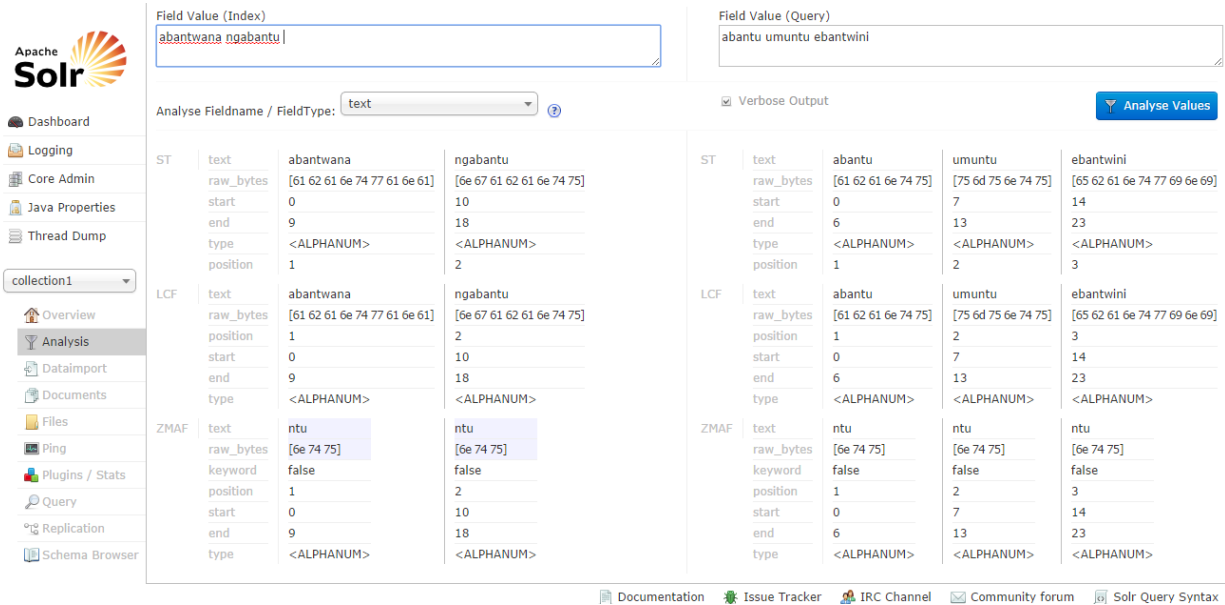 Apache
Solr
Dashboard
Logging
Core Admin
Java Properties
Thread Dump
collection1
Overview
Analysis
Dataimport
Documents
Files
Ping
Plugins / Stats
Query
Replication
Schema Browser
Field Value (Index) Field Value (Query)
abantwana ngabantu abantu umuntu ebantwini
Analyse Fieldname / FieldType: text ? Verbose Output Analyse Values
ST text abantwana ngabantu ST text abantu umuntu ebantwini
raw_bytes [61 62 61 6e 74 77 61 6e 61] [6e 67 61 62 61 6e 74 75] raw_bytes [61 62 61 6e 74 75] [75 6d 75 6e 74 75] [65 62 61 6e 74 77 69 6e 69]
start 0 10 start 0 7 14
end 9 18 end 6 13 23
type <ALPHANUM> <ALPHANUM> type <ALPHANUM> <ALPHANUM> <ALPHANUM>
position 1 2 position 1 2 3
LCF text abantwana ngabantu LCF text abantu umuntu ebantwini
raw_bytes [61 62 61 6e 74 77 61 6e 61] [6e 67 61 62 61 6e 74 75] raw_bytes [61 62 61 6e 74 75] [75 6d 75 6e 74 75] [65 62 61 6e 74 77 69 6e 69]
position 1 2 position 1 2 3
start 0 10 start 0 7 14
end 9 18 end 6 13 23
type <ALPHANUM> <ALPHANUM> type <ALPHANUM> <ALPHANUM> <ALPHANUM>
ZMAF text ntu ntu ZMAF text ntu ntu ntu
raw_bytes [6e 74 75] [6e 74 75] raw_bytes [6e 74 75] [6e 74 75] [6e 74 75]
keyword false false keyword false false false
position 1 2 position 1 2 3
start 0 10 start 0 7 14
end 9 18 end 6 13 23
type <ALPHANUM> <ALPHANUM> type <ALPHANUM> <ALPHANUM> <ALPHANUM>
Documentation Issue Tracker IRC Channel Community forum Solr Query Syntax